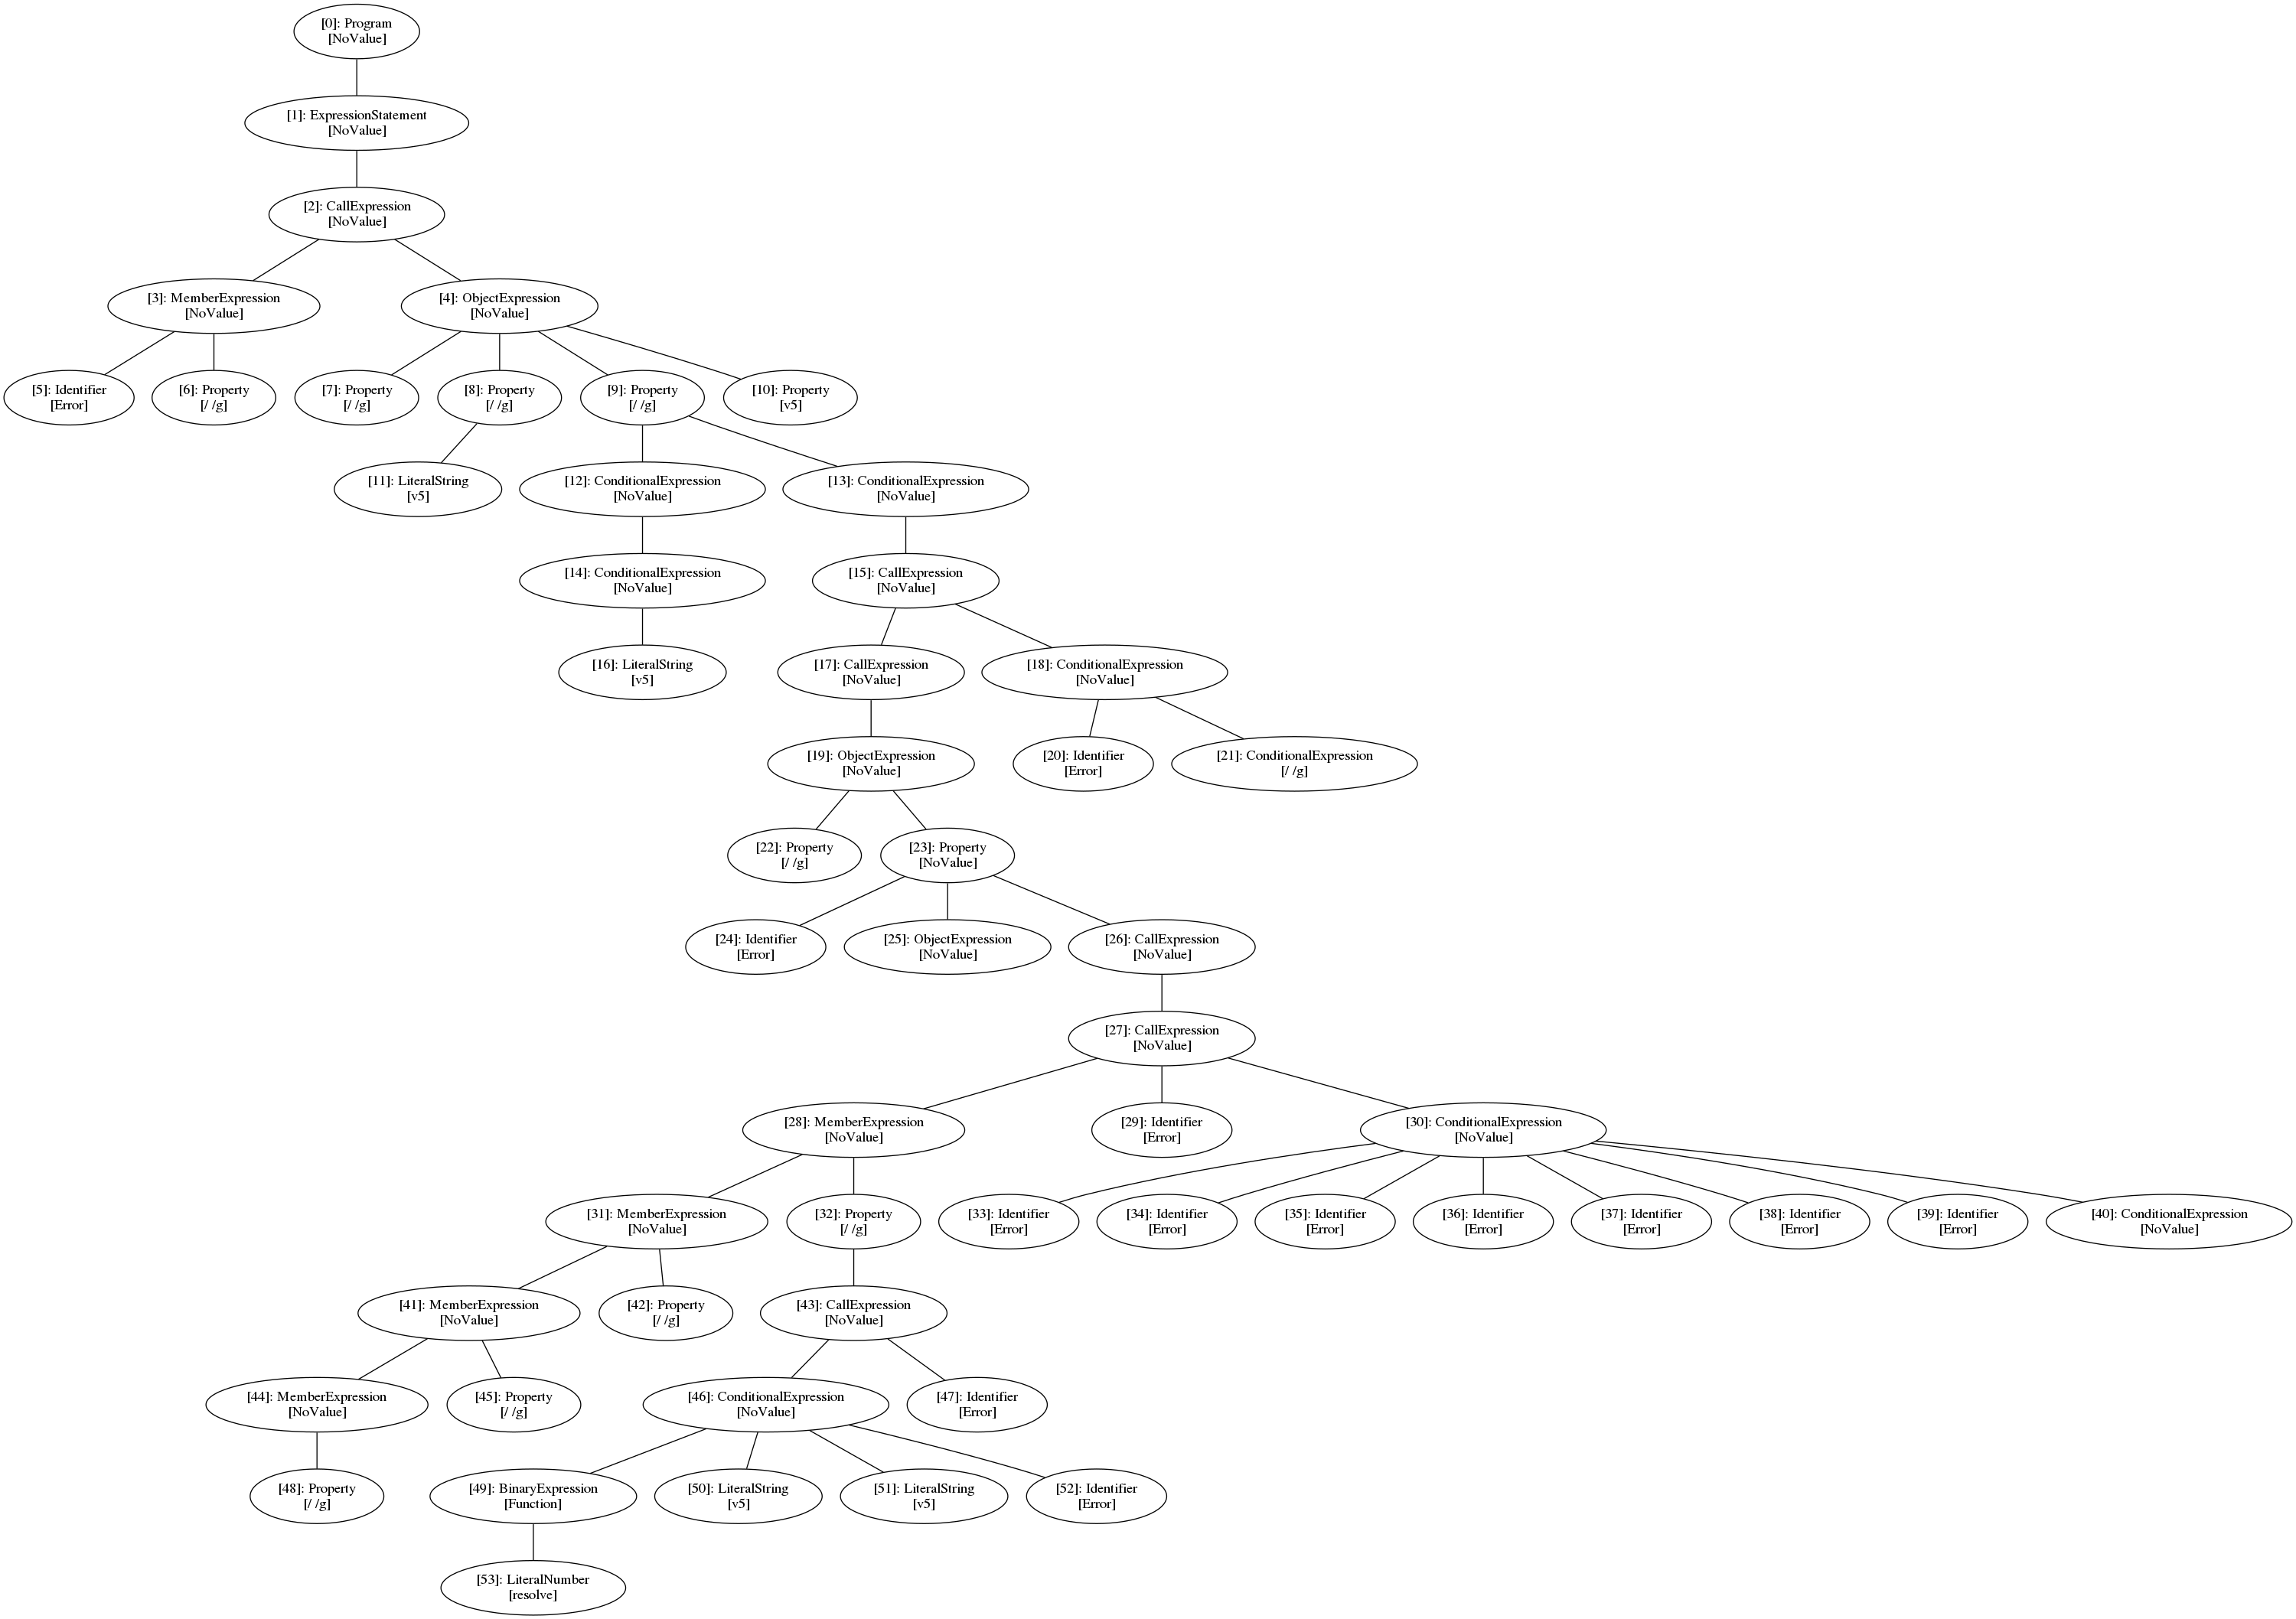 [0]: Program
[NoValue]
[1]: ExpressionStatement
[NoValue]
[2]: CallExpression
[NoValue]
[3]: MemberExpression
[NoValue]
[4]: ObjectExpression
[NoValue]
[5]: Identifier
[Error]
[6]: Property
[/ /g]
[7]: Property
[/ /g]
[8]: Property
[/ /g]
[9]: Property
[/ /g]
[10]: Property
[v5]
[11]: LiteralString
[v5]
[12]: ConditionalExpression
[NoValue]
[13]: ConditionalExpression
[NoValue]
[14]: ConditionalExpression
[NoValue]
[15]: CallExpression
[NoValue]
[16]: LiteralString
[v5]
[17]: CallExpression
[NoValue]
[18]: ConditionalExpression
[NoValue]
[19]: ObjectExpression
[NoValue]
[20]: Identifier
[Error]
[21]: ConditionalExpression
[/ /g]
[22]: Property
[/ /g]
[23]: Property
[NoValue]
[24]: Identifier
[Error]
[25]: ObjectExpression
[NoValue]
[26]: CallExpression
[NoValue]
[27]: CallExpression
[NoValue]
[28]: MemberExpression
[NoValue]
[29]: Identifier
[Error]
[30]: ConditionalExpression
[NoValue]
[31]: MemberExpression
[NoValue]
[32]: Property
[/ /g]
[33]: Identifier
[Error]
[34]: Identifier
[Error]
[35]: Identifier
[Error]
[36]: Identifier
[Error]
[37]: Identifier
[Error]
[38]: Identifier
[Error]
[39]: Identifier
[Error]
[40]: ConditionalExpression
[NoValue]
[41]: MemberExpression
[NoValue]
[42]: Property
[/ /g]
[43]: CallExpression
[NoValue]
[44]: MemberExpression
[NoValue]
[45]: Property
[/ /g]
[46]: ConditionalExpression
[NoValue]
[47]: Identifier
[Error]
[48]: Property
[/ /g]
[49]: BinaryExpression
[Function]
[50]: LiteralString
[v5]
[51]: LiteralString
[v5]
[52]: Identifier
[Error]
[53]: LiteralNumber
[resolve]